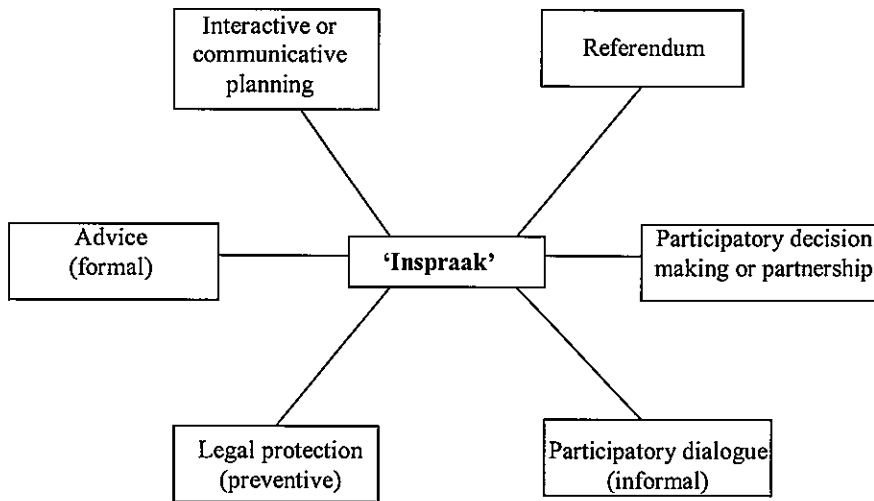 Interactive or
communicative
planning
Referendum
Advice
(formal)
‘Inspraak’
Participatory decision
making or partnership
Legal protection
(preventive)
Participatory dialogue
(informal)